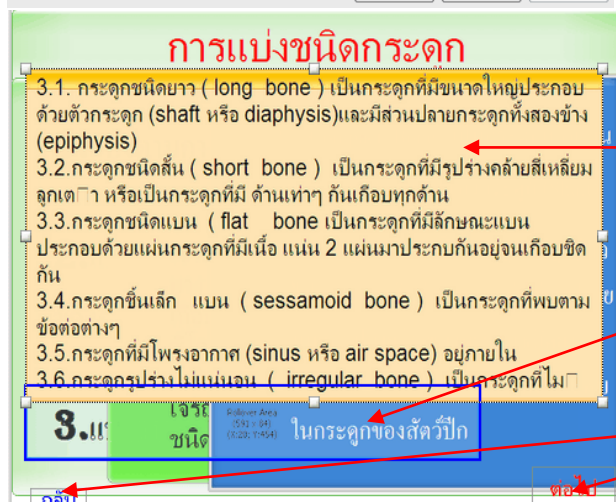 การแบ่งชนิดกระดูก
3.1. กระดูกชนิดยาว ( long bone ) เป็นกระดูกที่มีขนาดใหญ่ประกอบ
ด้วยตัวกระดูก (shaft หรือ diaphysis)และมีส่วนปลายกระดูกทั้งสองข้าง
(epiphysis)
3.2.กระดูกชนิดสั้น ( short bone ) เป็นกระดูกที่มีรูปร่างคล้ายสี่เหลี่ยม
ลูกเต□า หรือเป็นกระดูกที่มี ด้านเท่าๆ กันเกือบทุกด้าน
3.3.กระดูกชนิดแบน ( flat bone เป็นกระดูกที่มีลักษณะแบน
ประกอบด้วยแผ่นกระดูกที่มีเนื้อ แน่น 2 แผ่นมาประกบกันอยู่จนเกือบชิด
กัน
3.4.กระดูกชิ้นเล็ก แบน ( sessamoid bone ) เป็นกระดูกที่พบตาม
ข้อต่อต่างๆ
3.5.กระดูกที่มีโพรงอากาศ (sinus หรือ air space) อยู่ภายใน
3.6.กระดูกรูปร่างไม่แน่นอน ( irregular bone ) เป็นกระดูกที่ไม□
3.
ชนิด
Rollover Area
(591 x 84)
(X:20; Y:454)
ในกระดูกของสัตว์ปีก
กลับ
ต่อไป